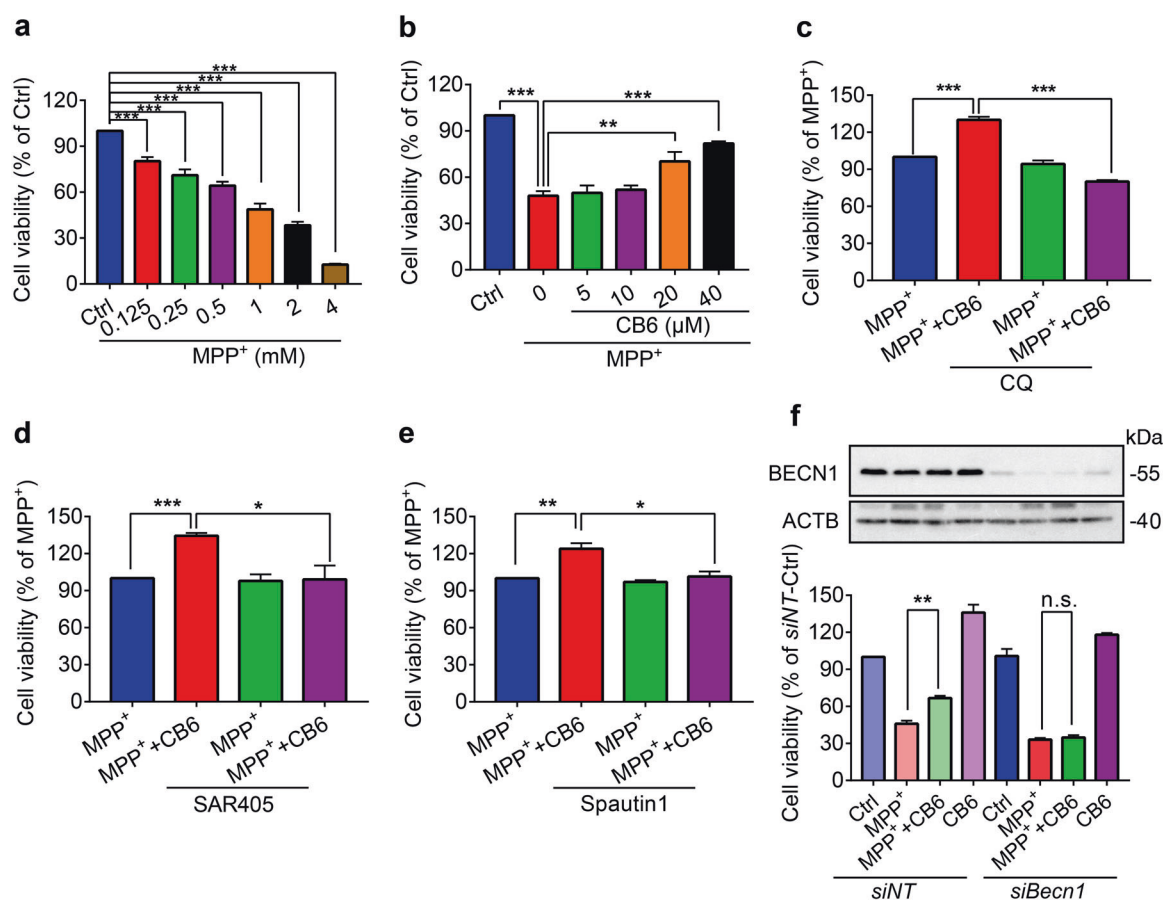 a
Cell viability (% of Ctrl)
120
90
60
30
0
***
***
***
***
***
***
Ctrl
0.125
0.25
0.5
1
2
4
MPP⁺ (mM)
b
Cell viability (% of Ctrl)
120
90
60
30
0
***
***
**
Ctrl
0
5
10
20
40
CB6 (µM)
MPP⁺
c
Cell viability (% of MPP⁺)
150
120
90
60
30
0
***
***
MPP⁺
MPP⁺+CB6
MPP⁺
MPP⁺+CB6
CQ
d
Cell viability (% of MPP⁺)
150
120
90
60
30
0
***
*
MPP⁺
MPP⁺+CB6
MPP⁺
MPP⁺+CB6
SAR405
e
Cell viability (% of MPP⁺)
150
120
90
60
30
0
**
*
MPP⁺
MPP⁺+CB6
MPP⁺
MPP⁺+CB6
Spautin1
f
kDa
BECN1
-55
ACTB
-40
Cell viability (% of siNT-Ctrl)
150
120
90
60
30
0
**
n.s.
Ctrl
MPP⁺
MPP⁺+CB6
CB6
Ctrl
MPP⁺
MPP⁺+CB6
CB6
siNT
siBecn1